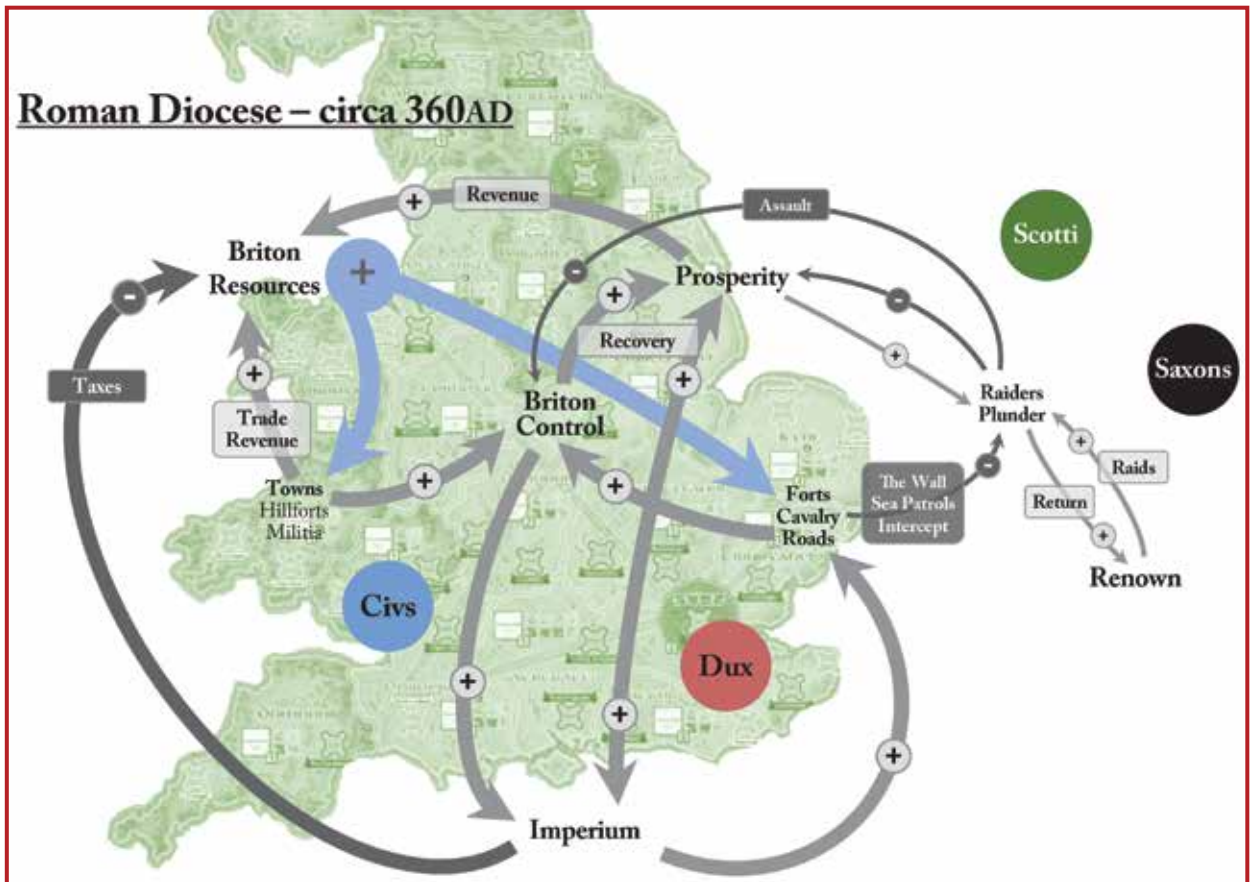 Roman Diocese – circa 360AD
Revenue
Assault
Scotti
Briton
Resources
Prosperity
Recovery
Saxons
Taxes
Raiders
Plunder
Briton
Control
Trade
Revenue
Raids
Return
Towns
Hillforts
Militia
Forts
Cavalry
Roads
The Wall
Sea Patrols
Intercept
Renown
Civs
Dux
Imperium
+
-
+
+
-
-
+
+
+
+
+
+
-
+
+
+
+